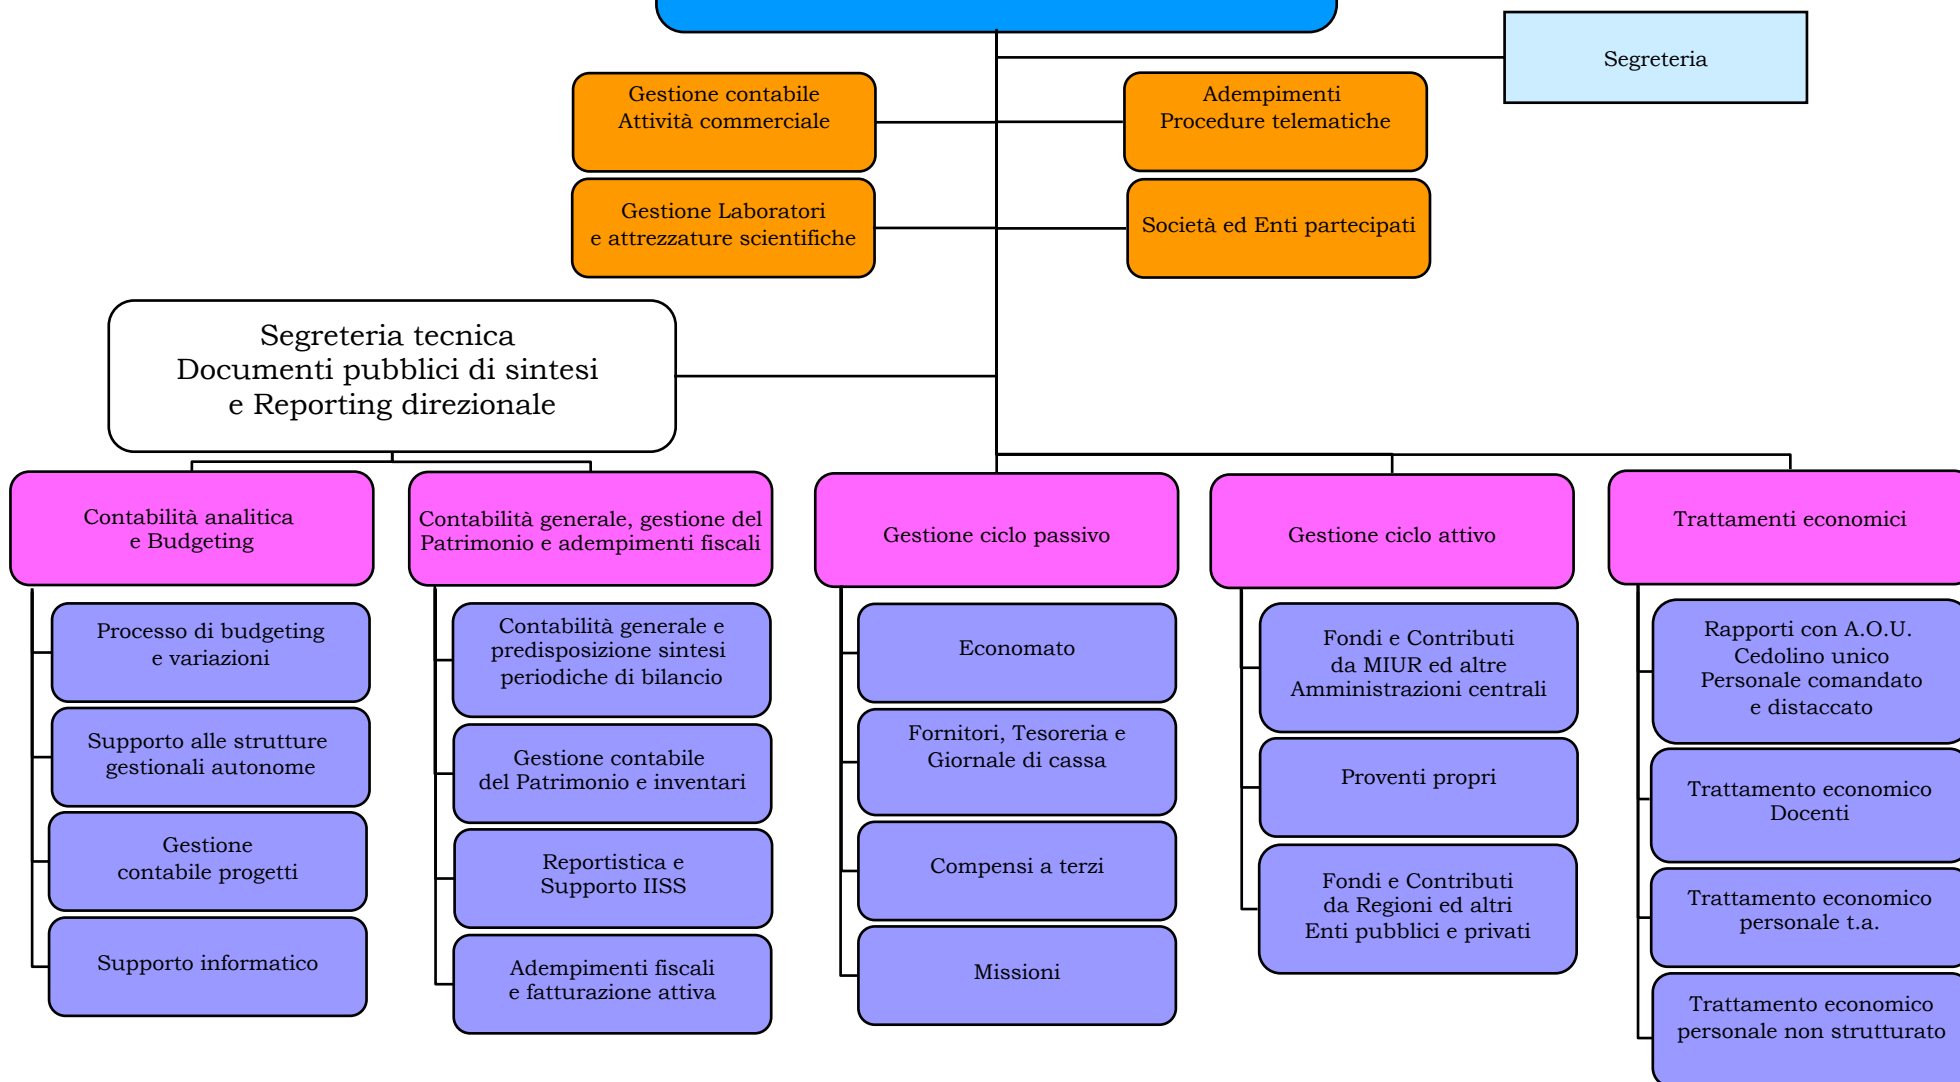 Segreteria
Gestione contabile
Attività commerciale
Adempimenti
Procedure telematiche
Gestione Laboratori
e attrezzature scientifiche
Società ed Enti partecipati
Segreteria tecnica
Documenti pubblici di sintesi
e Reporting direzionale
Contabilità analitica
e Budgeting
Contabilità generale, gestione del
Patrimonio e adempimenti fiscali
Gestione ciclo passivo
Gestione ciclo attivo
Trattamenti economici
Processo di budgeting
e variazioni
Supporto alle strutture
gestionali autonome
Gestione
contabile progetti
Supporto informatico
Contabilità generale e
predisposizione sintesi
periodiche di bilancio
Gestione contabile
del Patrimonio e inventari
Reportistica e
Supporto IISS
Adempimenti fiscali
e fatturazione attiva
Economato
Fornitori, Tesoreria e
Giornale di cassa
Compensi a terzi
Missioni
Fondi e Contributi
da MIUR ed altre
Amministrazioni centrali
Proventi propri
Fondi e Contributi
da Regioni ed altri
Enti pubblici e privati
Rapporti con A.O.U.
Cedolino unico
Personale comandato
e distaccato
Trattamento economico
Docenti
Trattamento economico
personale t.a.
Trattamento economico
personale non strutturato